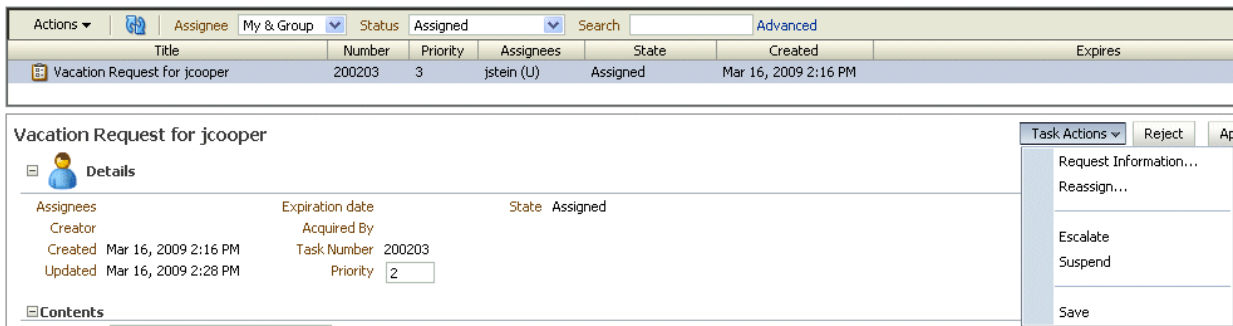 Actions Assignee My & Group Status Assigned Search Advanced
Title Number Priority Assignees State Created Expires
Vacation Request for jcooper 200203 3 jstein (U) Assigned Mar 16, 2009 2:16 PM
Vacation Request for jcooper Task Actions Reject Ap
Request Information...
Details
Reassign...
Assignees Expiration date State Assigned
Creator Acquired By
Escalate
Created Mar 16, 2009 2:16 PM Task Number 200203
Suspend
Updated Mar 16, 2009 2:28 PM Priority 2
Contents Save